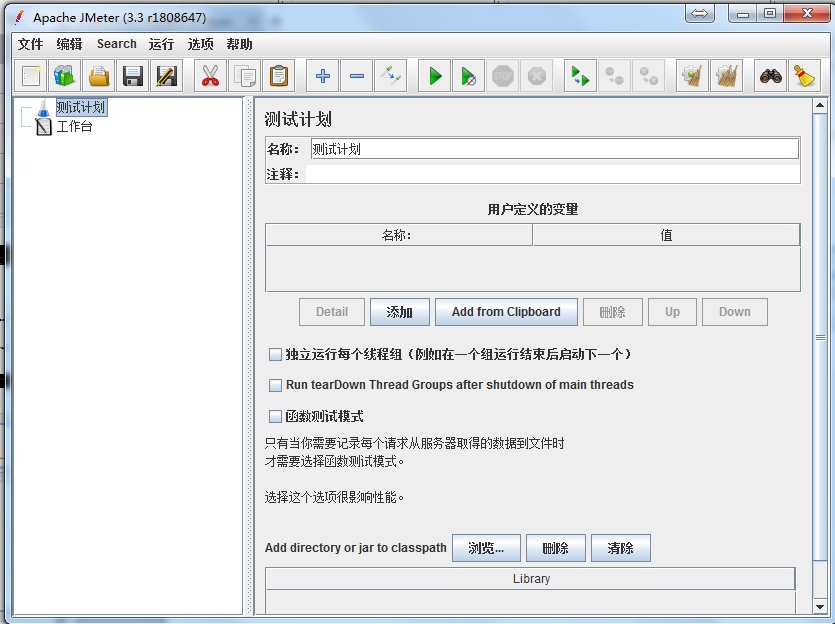 Apache JMeter (3.3 r1808647)
文件 编辑 Search 运行 选项 帮助
STOP
测试计划
工作台
测试计划
名称： 测试计划
注释：
用户定义的变量
名称: 值
Detail 添加 Add from Clipboard 删除 Up Down
独立运行每个线程组（例如在一个组运行结束后启动下一个）
Run tearDown Thread Groups after shutdown of main threads
函数测试模式
只有当你需要记录每个请求从服务器取得的数据到文件时
才需要选择函数测试模式。
选择这个选项很影响性能。
Add directory or jar to classpath 浏览... 删除 清除
Library